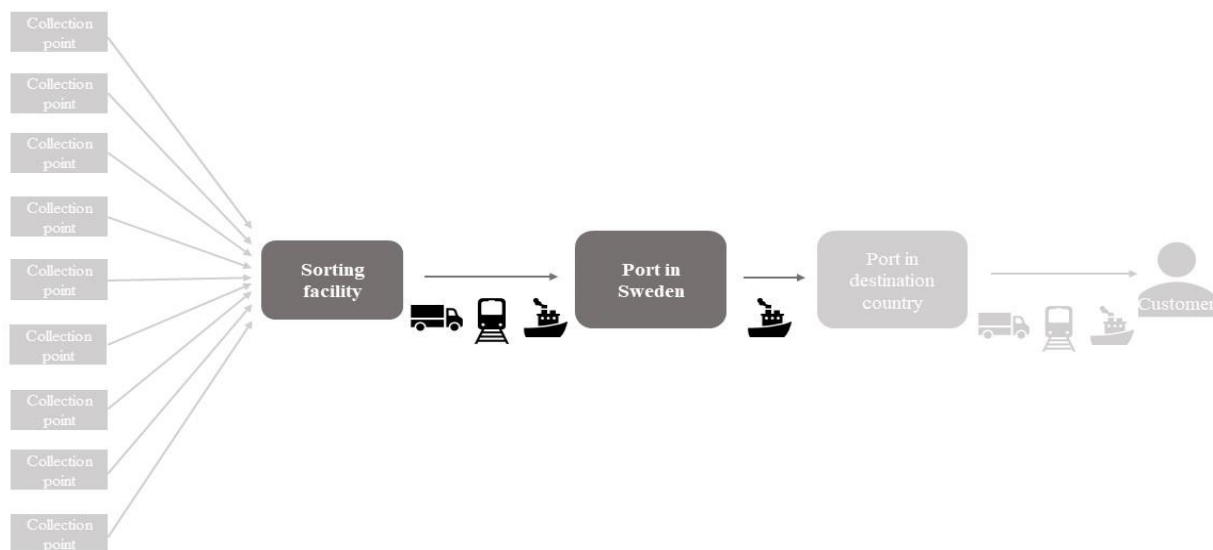 Collection
point
Collection
point
Collection
point
Collection
point
Collection
point
Collection
point
Collection
point
Collection
point
Collection
point
Sorting
facility
Port in
Sweden
Port in
destination
country
Customer